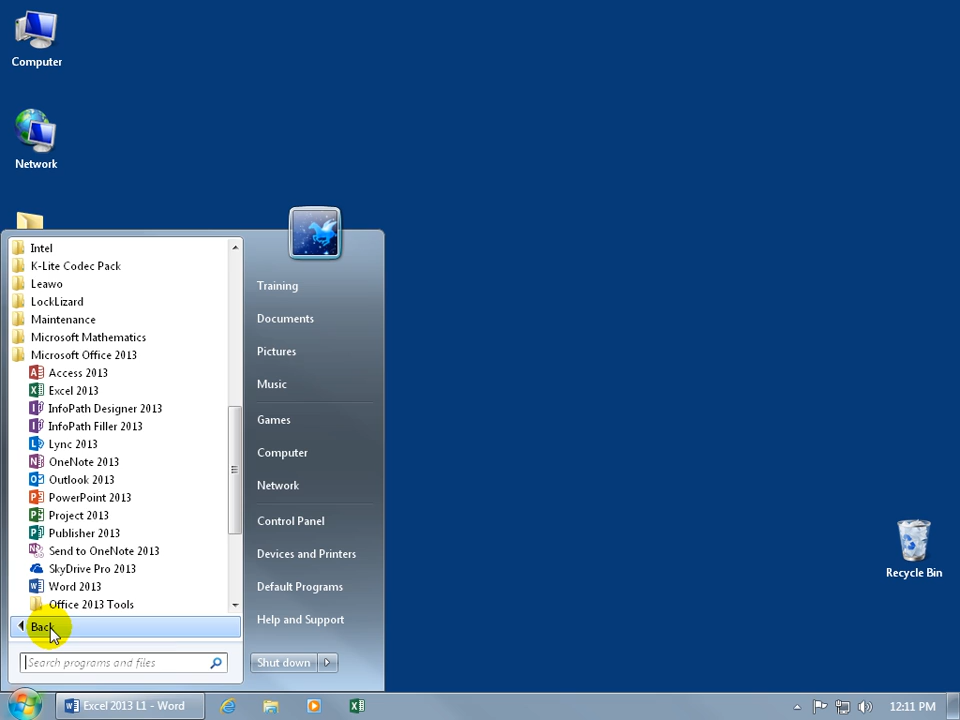 Computer
Network
Intel
K-Lite Codec Pack
Leawo
LockLizard
Maintenance
Microsoft Mathematics
Microsoft Office 2013
Access 2013
Excel 2013
InfoPath Designer 2013
InfoPath Filler 2013
Lync 2013
OneNote 2013
Outlook 2013
PowerPoint 2013
Project 2013
Publisher 2013
Send to OneNote 2013
SkyDrive Pro 2013
Word 2013
Office 2013 Tools
Back
Search programs and files
Training
Documents
Pictures
Music
Games
Computer
Network
Control Panel
Devices and Printers
Default Programs
Help and Support
Shut down
Recycle Bin
Excel 2013 L1 - Word
12:11 PM